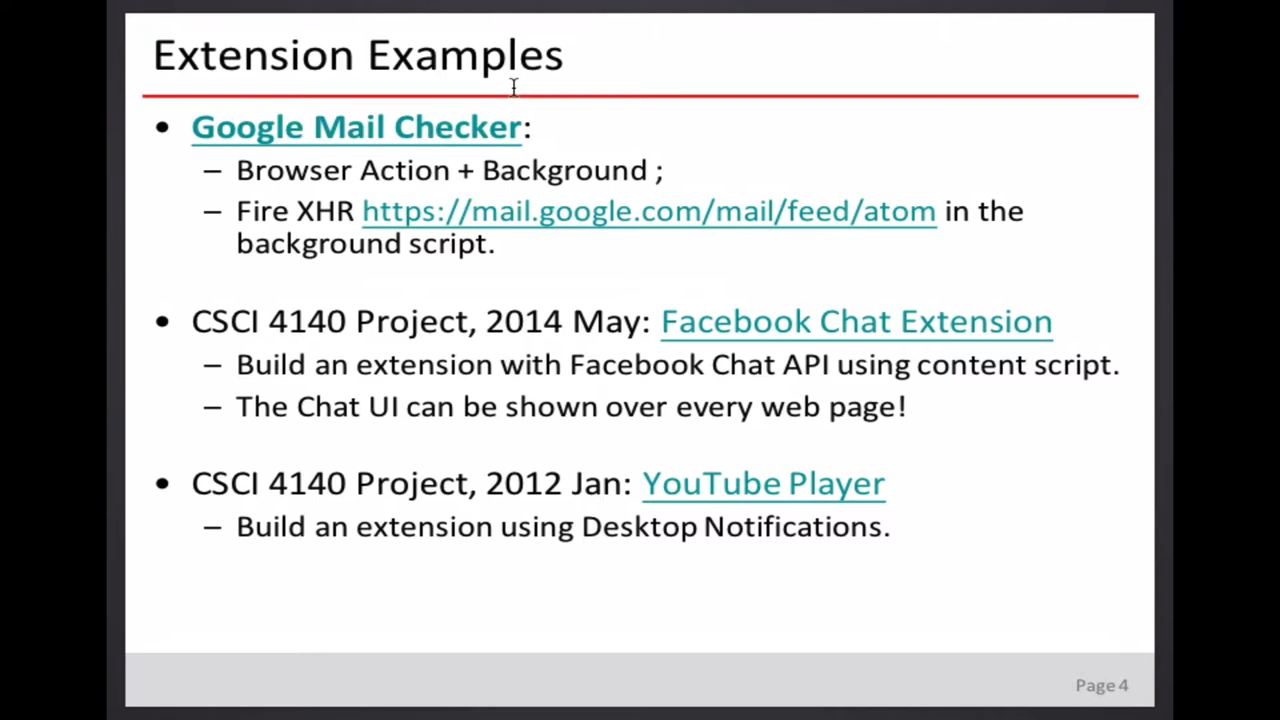 Extension Examples
• Google Mail Checker:
– Browser Action + Background ;
– Fire XHR https://mail.google.com/mail/feed/atom in the
background script.
• CSCI 4140 Project, 2014 May: Facebook Chat Extension
– Build an extension with Facebook Chat API using content script.
– The Chat UI can be shown over every web page!
• CSCI 4140 Project, 2012 Jan: YouTube Player
– Build an extension using Desktop Notifications.
Page 4